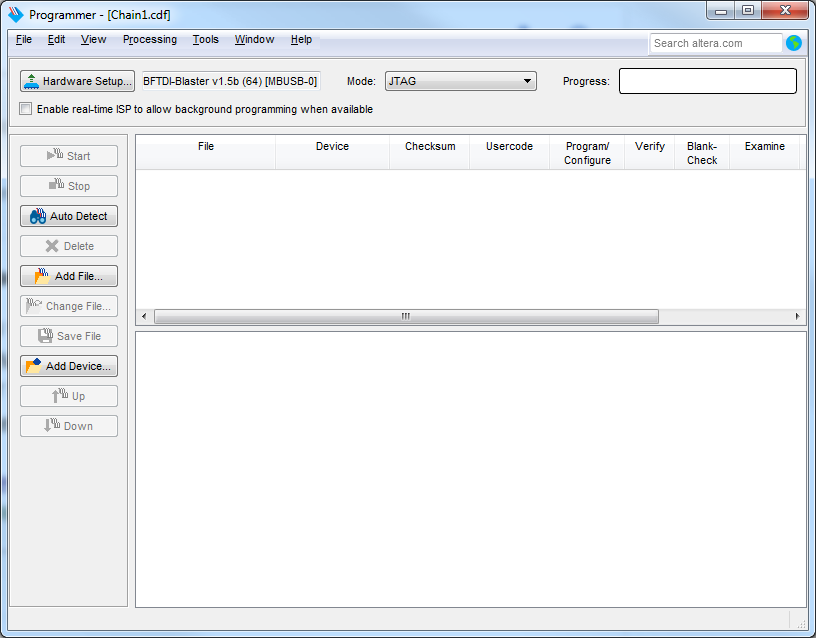 Programmer - [Chain1.cdf]
File Edit View Processing Tools Window Help
Search altera.com
Hardware Setup... BFTDI-Blaster v1.5b (64) [MBUSB-0] Mode: JTAG Progress:
Enable real-time ISP to allow background programming when available
Start
Stop
Auto Detect
Delete
Add File...
Change File...
Save File
Add Device...
Up
Down
File Device Checksum Usercode Program/ Verify Blank- Examine
Configure Check